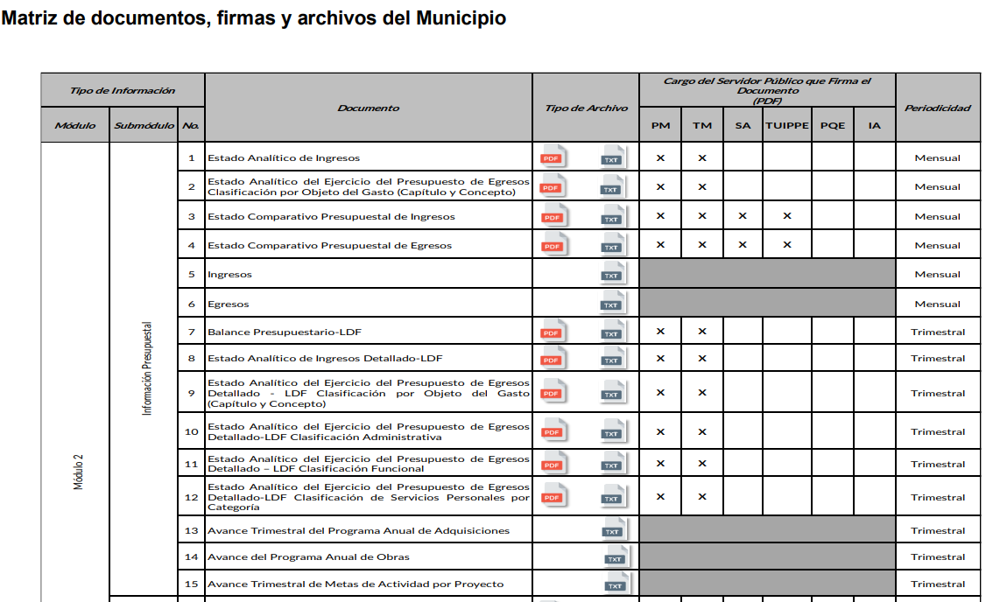 Matriz de documentos, firmas y archivos del Municipio
Tipo de Información
Documento
Tipo de Archivo
Cargo del Servidor Público que Firma el
Documento
(PDF)
Periodicidad
Módulo Submódulo No.
PM TM SA TUIPPE PQE IA
Módulo 2
Información Presupuestal
1 Estado Analítico de Ingresos PDF TXT X X Mensual
2 Estado Analítico del Ejercicio del Presupuesto de Egresos
Clasificación por Objeto del Gasto (Capítulo y Concepto) PDF TXT X X Mensual
3 Estado Comparativo Presupuestal de Ingresos PDF TXT X X X X Mensual
4 Estado Comparativo Presupuestal de Egresos PDF TXT X X X X Mensual
5 Ingresos TXT Mensual
6 Egresos TXT Mensual
7 Balance Presupuestario-LDF PDF TXT X X Trimestral
8 Estado Analítico de Ingresos Detallado-LDF PDF TXT X X Trimestral
9 Estado Analítico del Ejercicio del Presupuesto de Egresos
Detallado - LDF Clasificación por Objeto del Gasto
(Capítulo y Concepto) PDF TXT X X Trimestral
10 Estado Analítico del Ejercicio del Presupuesto de Egresos
Detallado-LDF Clasificación Administrativa PDF TXT X X Trimestral
11 Estado Analítico del Ejercicio del Presupuesto de Egresos
Detallado – LDF Clasificación Funcional PDF TXT X X Trimestral
12 Estado Analítico del Ejercicio del Presupuesto de Egresos
Detallado-LDF Clasificación de Servicios Personales por
Categoría PDF TXT X X Trimestral
13 Avance Trimestral del Programa Anual de Adquisiciones TXT Trimestral
14 Avance del Programa Anual de Obras TXT Trimestral
15 Avance Trimestral de Metas de Actividad por Proyecto TXT Trimestral